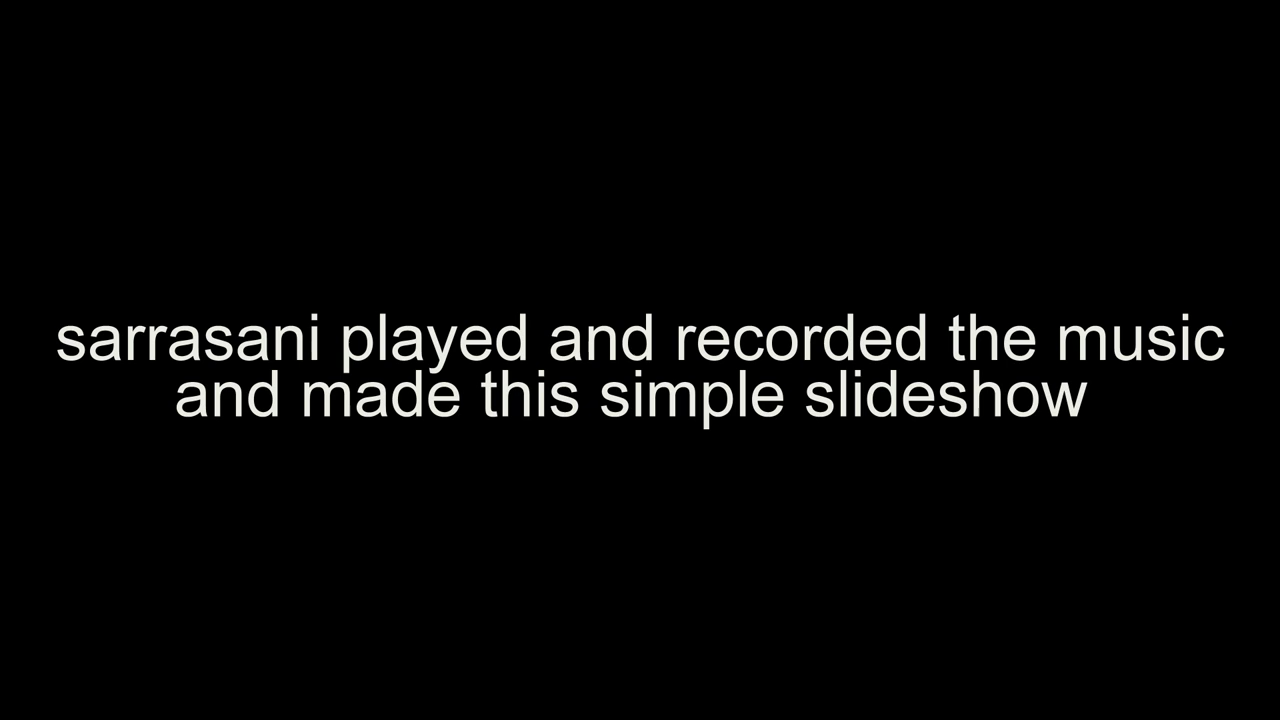 sarrasani played and recorded the music
and made this simple slideshow